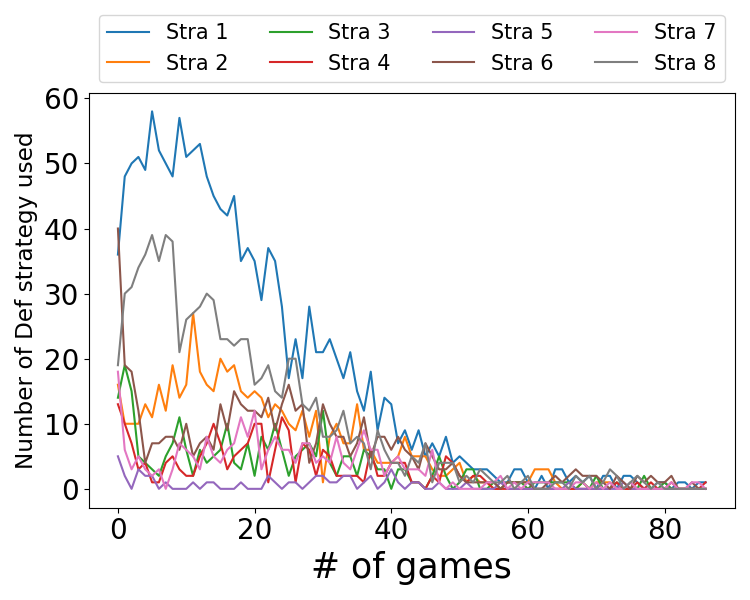 Stra 1 Stra 3 Stra 5 Stra 7
Stra 2 Stra 4 Stra 6 Stra 8
Number of Def strategy used
60
50
40
30
20
10
0
0 20 40 60 80
# of games